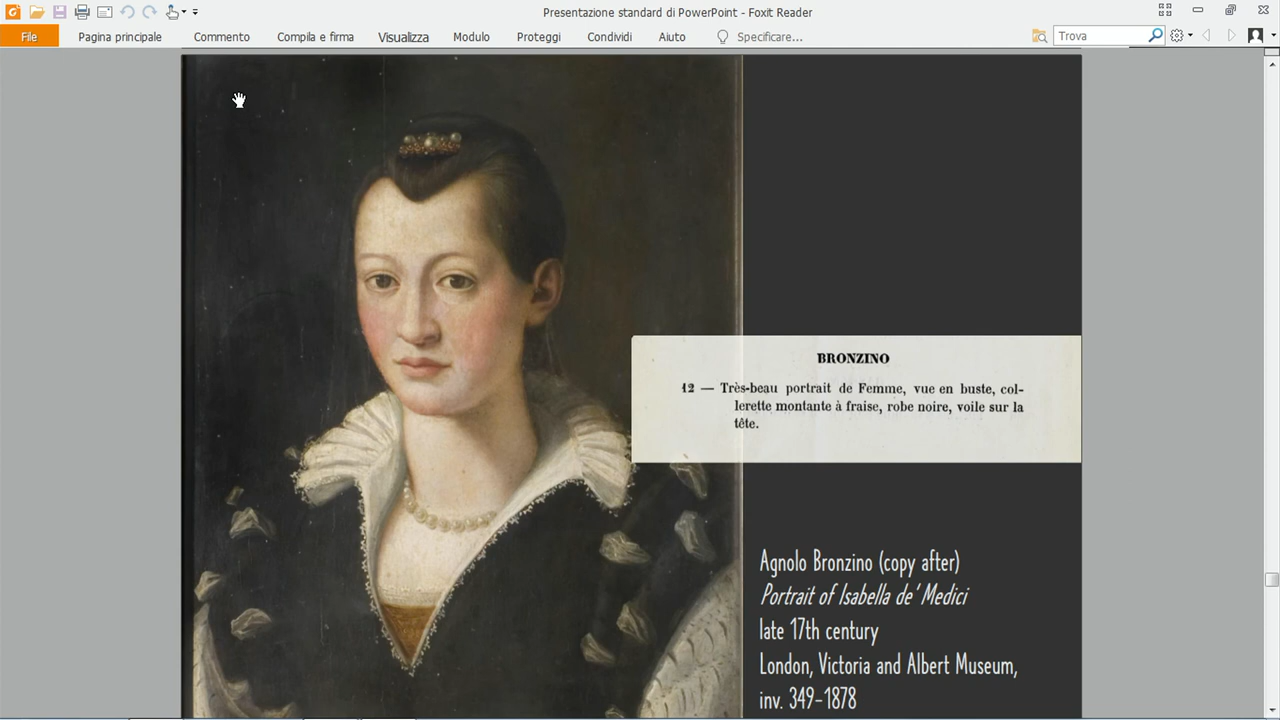 Presentazione standard di PowerPoint - Foxit Reader
File Pagina principale Commento Compila e firma Visualizza Modulo Proteggi Condividi Aiuto Specificare... Trova
BRONZINO
12 — Très-beau portrait de Femme, vue en buste, col-
lerette montante à fraise, robe noire, voile sur la
tête.
Agnolo Bronzino (copy after)
Portrait of Isabella de' Medici
late 17th century
London, Victoria and Albert Museum,
inv. 349-1878